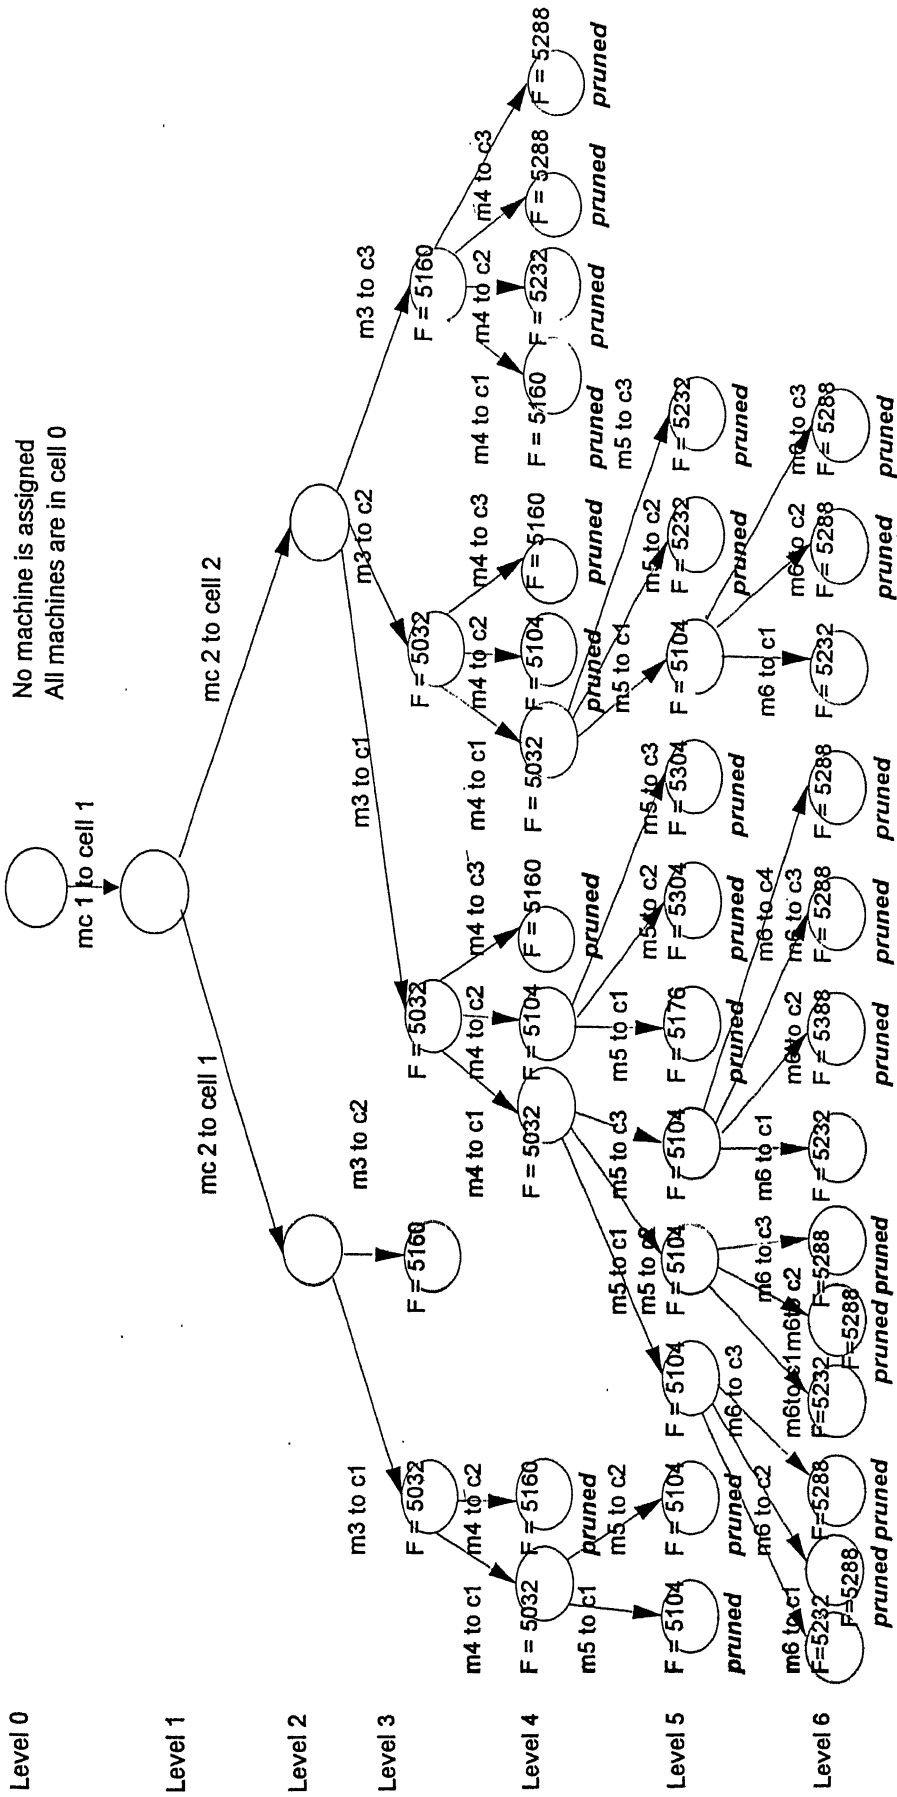 No machine is assigned
All machines are in cell 0
Level 0
mc 1 to cell 1
Level 1
mc 2 to cell 1
mc 2 to cell 2
Level 2
m3 to c1
m3 to c2
m3 to c1
m3 to c2
m3 to c3
Level 3
F = 5032
F = 5160
F = 5032
F = 5032
F = 5160
m4 to c1
m4 to c2
m4 to c1
m4 to c2
m4 to c3
m4 to c1
m4 to c2
m4 to c3
m4 to c1
m4 to c2
m4 to c3
Level 4
F = 5032
F = 5160
F = 5032
F = 5104
F = 5160
F = 5032
F = 5104
F = 5160
F = 5160
F = 5232
F = 5288
F = 5288
pruned
pruned
pruned
pruned
pruned
pruned
pruned
pruned
m5 to c1
m5 to c2
m5 to c1
m5 to c2
m5 to c3
m5 to c1
m5 to c2
m5 to c3
m5 to c1
m5 to c2
m5 to c3
Level 5
F = 5104
F = 5104
F = 5104
F = 5104
F = 5104
F = 5176
F = 5304
F = 5304
F = 5104
F = 5232
F = 5232
pruned
pruned
pruned
pruned
pruned
pruned
pruned
m6 to c1
m6 to c2
m6 to c3
m6to c1
m6to c2
m6 to c3
m6 to c1
m6 to c2
m6 to c3
m6 to c4
m6 to c1
m6 to c2
m6 to c3
Level 6
F=5232
F=5288
F=5288
F=5232
F=5288
F=5288
F = 5232
F = 5388
F = 5288
F = 5288
F = 5232
F = 5288
F = 5288
pruned
pruned
pruned
pruned
pruned
pruned
pruned
pruned
pruned